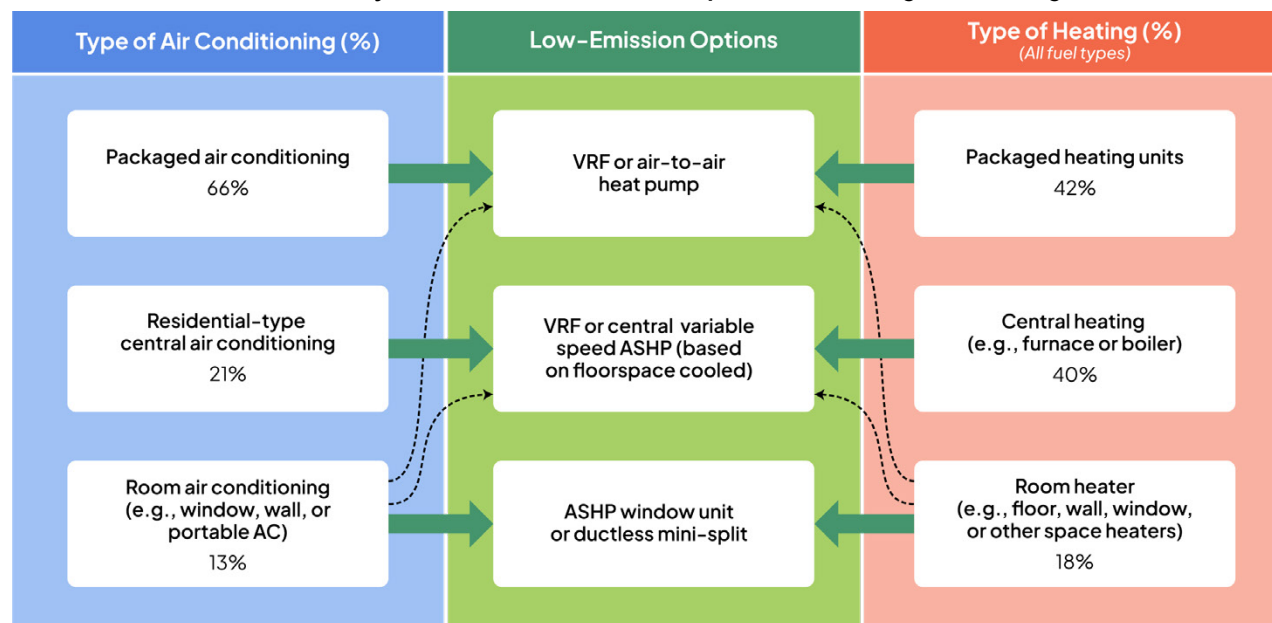 Type of Air Conditioning (%)
Low-Emission Options
Type of Heating (%)
(All fuel types)
Packaged air conditioning
66%
VRF or air-to-air
heat pump
Packaged heating units
42%
Residential-type
central air conditioning
21%
VRF or central variable
speed ASHP (based
on floorspace cooled)
Central heating
(e.g., furnace or boiler)
40%
Room air conditioning
(e.g., window, wall, or
portable AC)
13%
ASHP window unit
or ductless mini-split
Room heater
(e.g., floor, wall, window,
or other space heaters)
18%